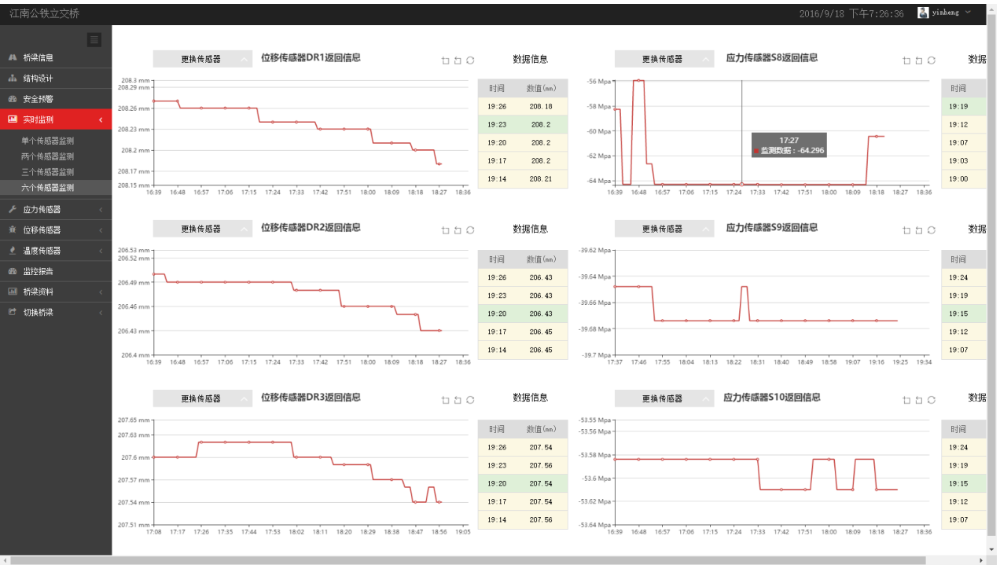 江南公铁立交桥
2016/9/18 下午7:26:36 yinheng
桥梁信息
结构设计
安全预警
实时监测
单个传感器监测
两个传感器监测
三个传感器监测
六个传感器监测
应力传感器
位移传感器
温度传感器
监控报告
桥梁资料
切换桥梁
更换传感器 位移传感器DR1返回信息 数据信息
208.3 mm
208.29 mm
208.26 mm
208.23 mm
208.2 mm
208.17 mm
208.15 mm
16:39 16:48 16:57 17:06 17:15 17:24 17:33 17:42 17:51 18:00 18:09 18:18 18:27 18:36
时间 数值(mm)
19:26 208.18
19:23 208.2
19:20 208.2
19:17 208.2
19:14 208.21
更换传感器 应力传感器S8返回信息 数据
-56 Mpa
-58 Mpa
-60 Mpa
-62 Mpa
-64 Mpa
17:27
监测数据 : -64.296
16:39 16:48 16:57 17:06 17:15 17:24 17:33 17:42 17:51 18:00 18:09 18:18 18:27 18:36
时间
19:19
19:12
19:07
19:03
19:00
更换传感器 位移传感器DR2返回信息 数据信息
206.53 mm
206.52 mm
206.49 mm
206.46 mm
206.43 mm
206.4 mm
16:39 16:48 16:57 17:06 17:15 17:24 17:33 17:42 17:51 18:00 18:09 18:18 18:27 18:36
时间 数值(mm)
19:26 206.43
19:23 206.43
19:20 206.43
19:17 206.45
19:14 206.45
更换传感器 应力传感器S9返回信息 数据
-39.62 Mpa
-39.64 Mpa
-39.66 Mpa
-39.68 Mpa
-39.7 Mpa
17:37 17:46 17:55 18:04 18:13 18:22 18:31 18:40 18:49 18:58 19:07 19:16 19:25 19:34
时间
19:24
19:19
19:15
19:12
19:07
更换传感器 位移传感器DR3返回信息 数据信息
207.65 mm
207.63 mm
207.6 mm
207.57 mm
207.54 mm
207.51 mm
17:08 17:17 17:26 17:35 17:44 17:53 18:02 18:11 18:20 18:29 18:38 18:47 18:56 19:05
时间 数值(mm)
19:26 207.54
19:23 207.56
19:20 207.54
19:17 207.54
19:14 207.56
更换传感器 应力传感器S10返回信息 数据
-53.55 Mpa
-53.56 Mpa
-53.58 Mpa
-53.6 Mpa
-53.62 Mpa
-53.64 Mpa
16:39 16:48 16:57 17:06 17:15 17:24 17:33 17:42 17:51 18:00 18:09 18:18 18:27 18:36
时间
19:24
19:19
19:15
19:12
19:07